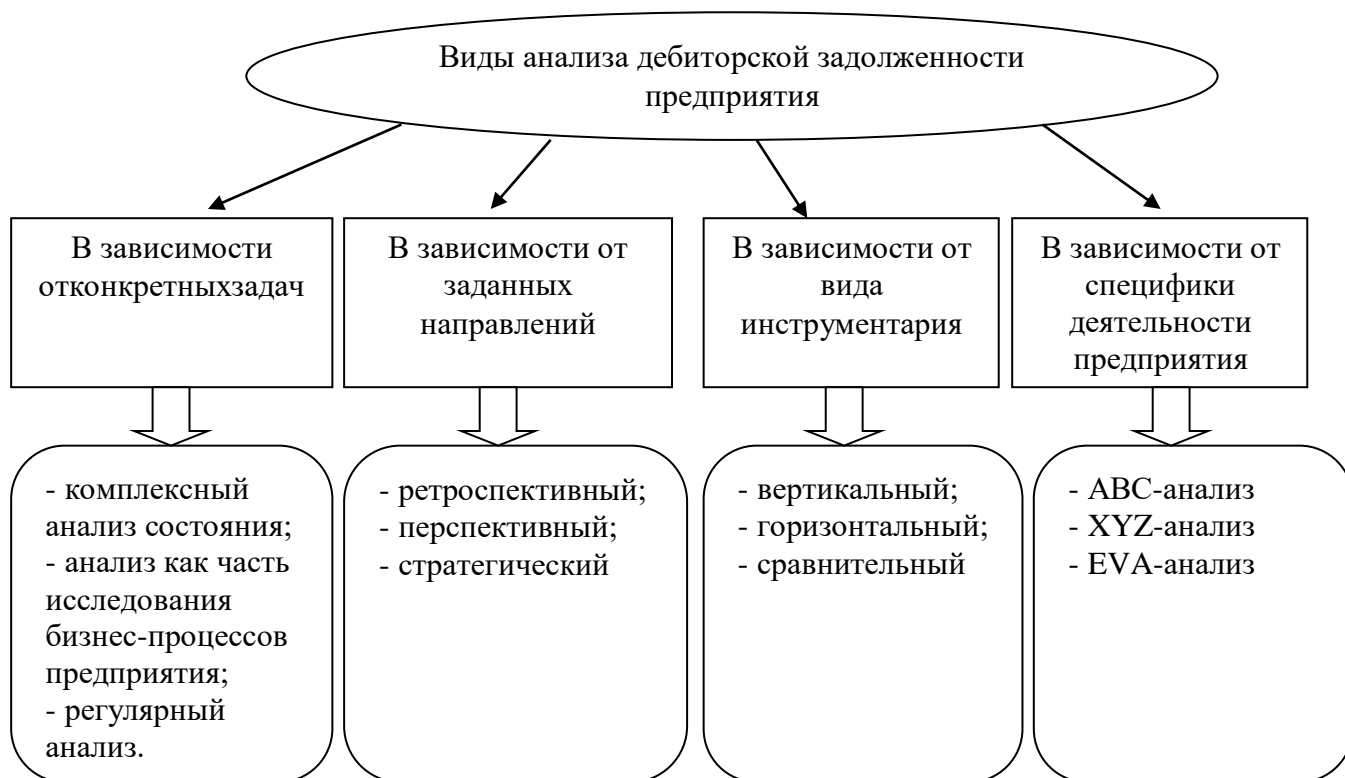 Виды анализа дебиторской задолженности
предприятия
В зависимости
отконкретныхзадач
В зависимости от
заданных
направлений
В зависимости от
вида
инструментария
В зависимости от
специфики
деятельности
предприятия
- комплексный
анализ состояния;
- анализ как часть
исследования
бизнес-процессов
предприятия;
- регулярный
анализ.
- ретроспективный;
- перспективный;
- стратегический
- вертикальный;
- горизонтальный;
- сравнительный
- ABC-анализ
- XYZ-анализ
- EVA-анализ